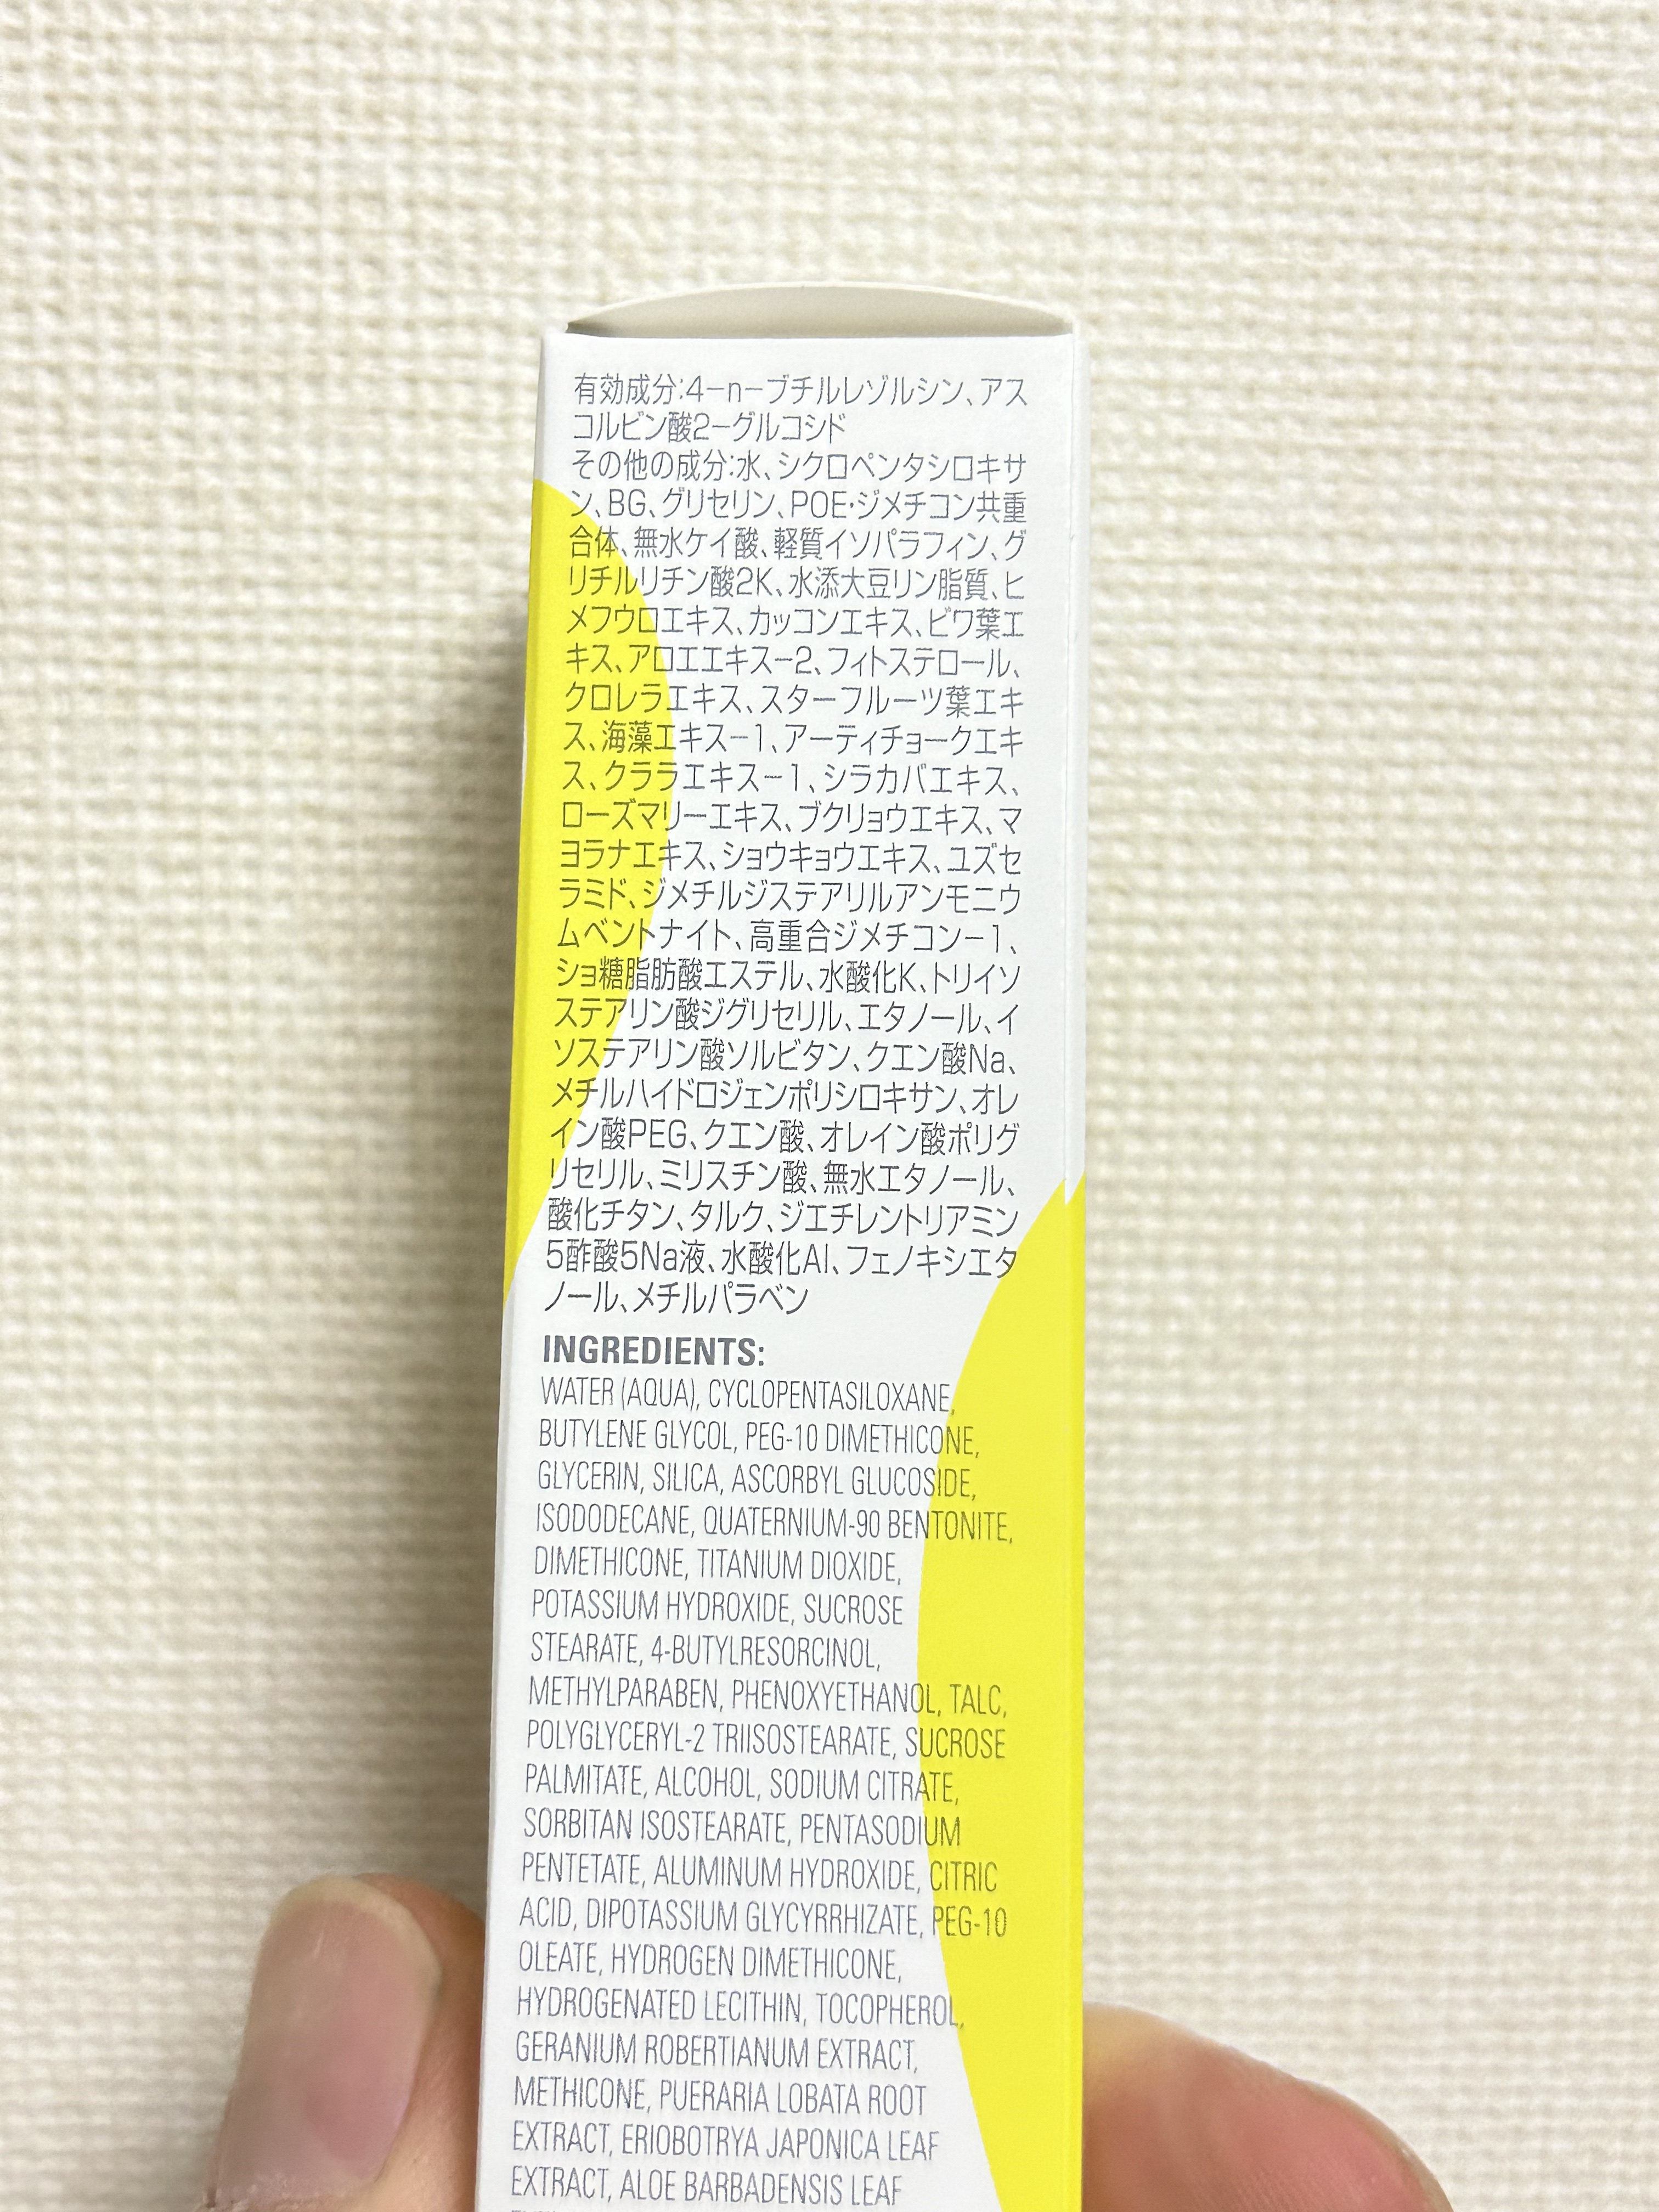 有効成分:4−n−ブチルレゾルシン、アス
コルビン酸2−グルコシド
その他の成分:水、シクロペンタシロキサ
ン、BG、グリセリン、POE・ジメチコン共重
合体、無水ケイ酸、軽質イソパラフィン、グ
リチルリチン酸2K、水添大豆リン脂質、ヒ
メフウロエキス、カッコンエキス、ビワ葉エ
キス、アロエエキス−2、フィトステロール、
クロレラエキス、スターフルーツ葉エキ
ス、海藻エキス−1、アーティチョークエキ
ス、クララエキス−1、シラカバエキス、
ローズマリーエキス、ブクリョウエキス、マ
ヨラナエキス、ショウキョウエキス、ユズセ
ラミド、ジメチルジステアリルアンモニウ
ムベントナイト、高重合ジメチコン−1、
ショ糖脂肪酸エステル、水酸化K、トリイソ
ステアリン酸ジグリセリル、エタノール、イ
ソステアリン酸ソルビタン、クエン酸Na、
メチルハイドロジェンポリシロキサン、オレ
イン酸PEG、クエン酸、オレイン酸ポリグ
リセリル、ミリスチン酸、無水エタノール、
酸化チタン、タルク、ジエチレントリアミン
5酢酸5Na液、水酸化Al、フェノキシエタ
ノール、メチルパラベン
INGREDIENTS:
WATER (AQUA), CYCLOPENTASILOXANE,
BUTYLENE GLYCOL, PEG-10 DIMETHICONE,
GLYCERIN, SILICA, ASCORBYL GLUCOSIDE,
ISODODECANE, QUATERNIUM-90 BENTONITE,
DIMETHICONE, TITANIUM DIOXIDE,
POTASSIUM HYDROXIDE, SUCROSE
STEARATE, 4-BUTYLRESORCINOL,
METHYLPARABEN, PHENOXYETHANOL, TALC,
POLYGLYCERYL-2 TRIISOSTEARATE, SUCROSE
PALMITATE, ALCOHOL, SODIUM CITRATE,
SORBITAN ISOSTEARATE, PENTASODIUM
PENTETATE, ALUMINUM HYDROXIDE, CITRIC
ACID, DIPOTASSIUM GLYCYRRHIZATE, PEG-10
OLEATE, HYDROGEN DIMETHICONE,
HYDROGENATED LECITHIN, TOCOPHEROL,
GERANIUM ROBERTIANUM EXTRACT,
METHICONE, PUERARIA LOBATA ROOT
EXTRACT, ERIOBOTRYA JAPONICA LEAF
EXTRACT, ALOE BARBADENSIS LEAF